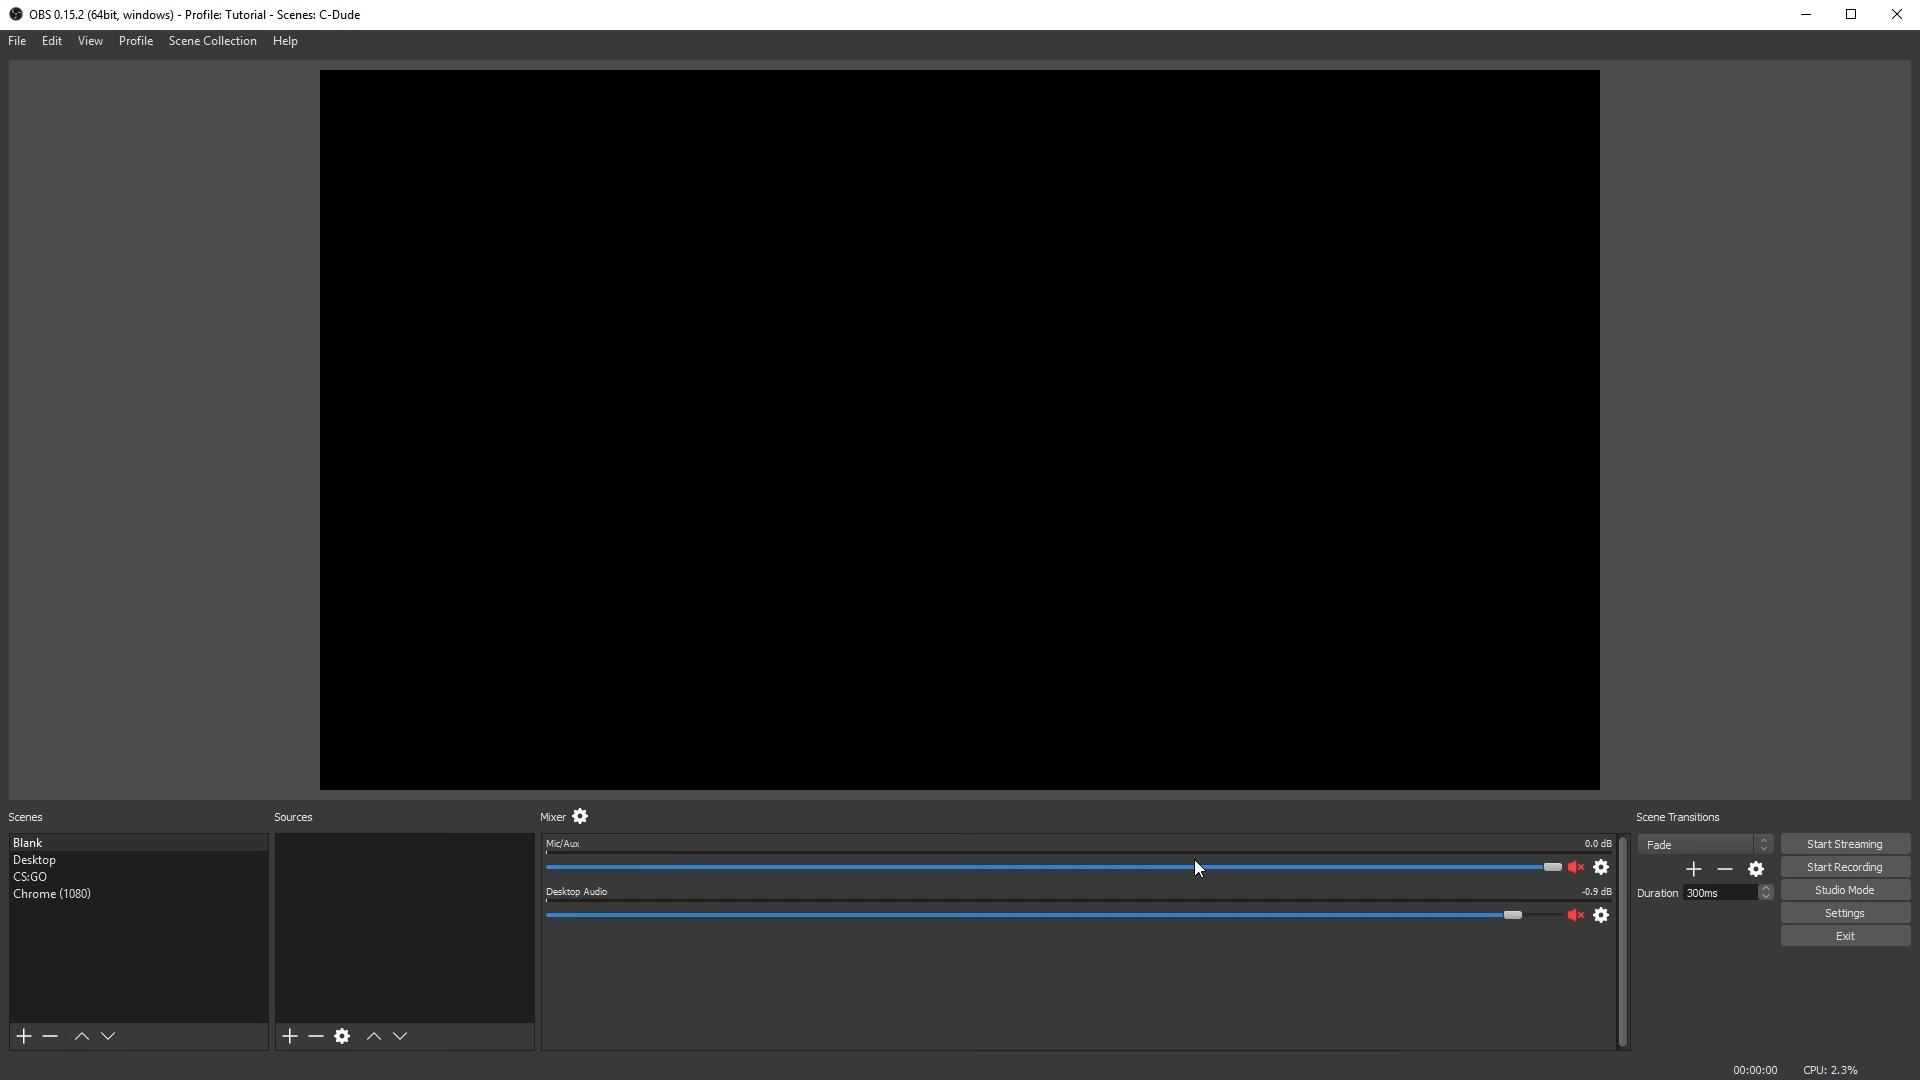 OBS 0.15.2 (64bit, windows) - Profile: Tutorial - Scenes: C-Dude
File Edit View Profile Scene Collection Help
Scenes
Blank
Desktop
CS:GO
Chrome (1080)
Sources
Mixer
Mic/Aux 0.0 dB
Desktop Audio -0.9 dB
Scene Transitions
Fade
Duration 300ms
Start Streaming
Start Recording
Studio Mode
Settings
Exit
00:00:00 CPU: 2.3%